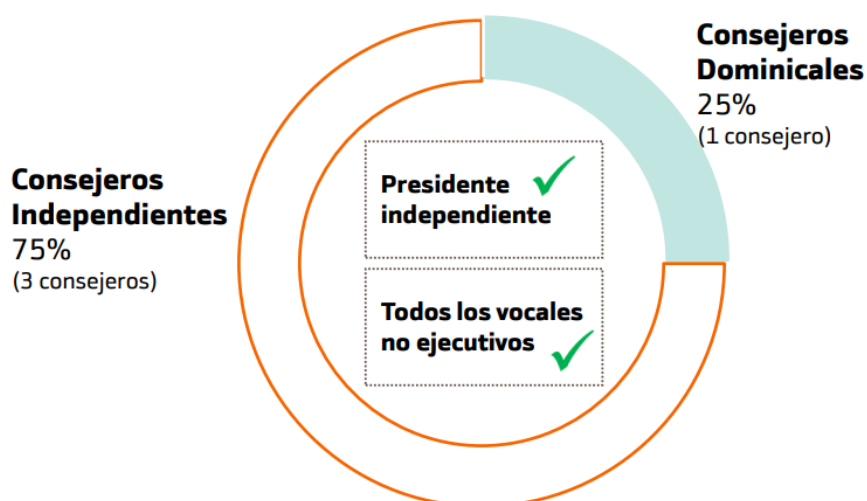 Consejeros
Dominicales
25%
(1 consejero)
Presidente
independiente
Consejeros
Independientes
75%
(3 consejeros)
Todos los vocales
no ejecutivos